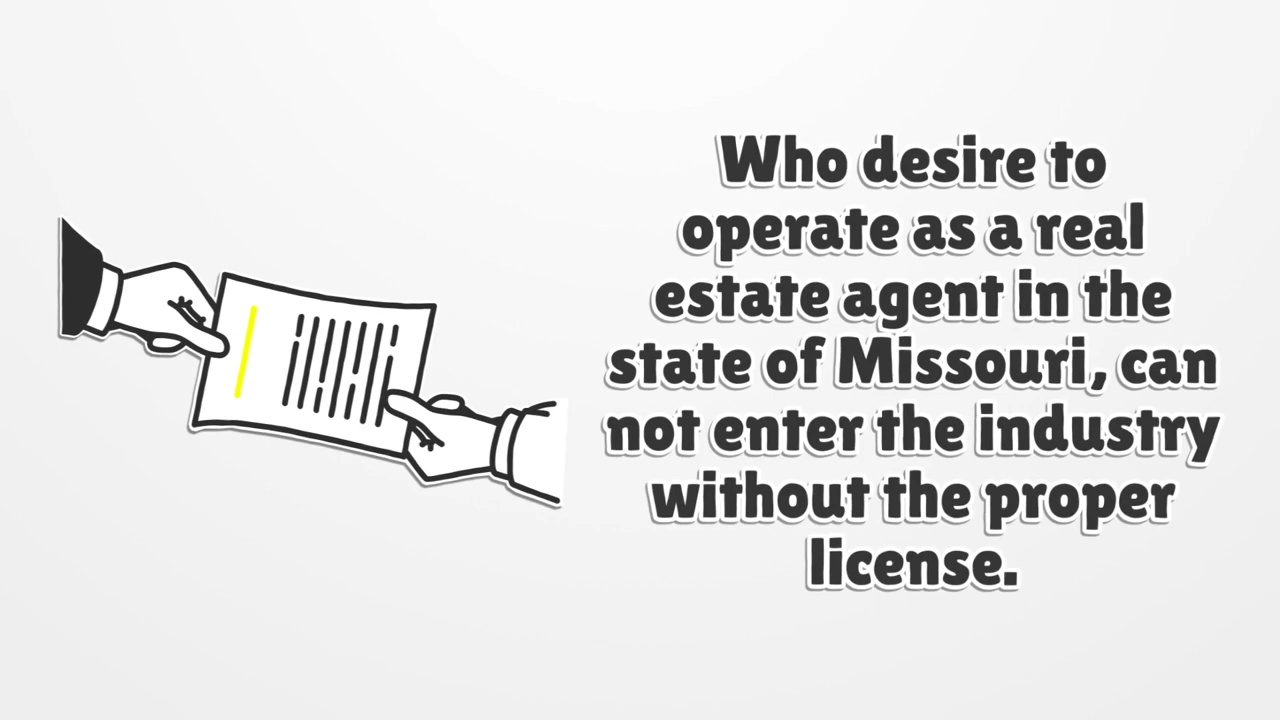 Who desire to
operate as a real
estate agent in the
state of Missouri, can
not enter the industry
without the proper
license.